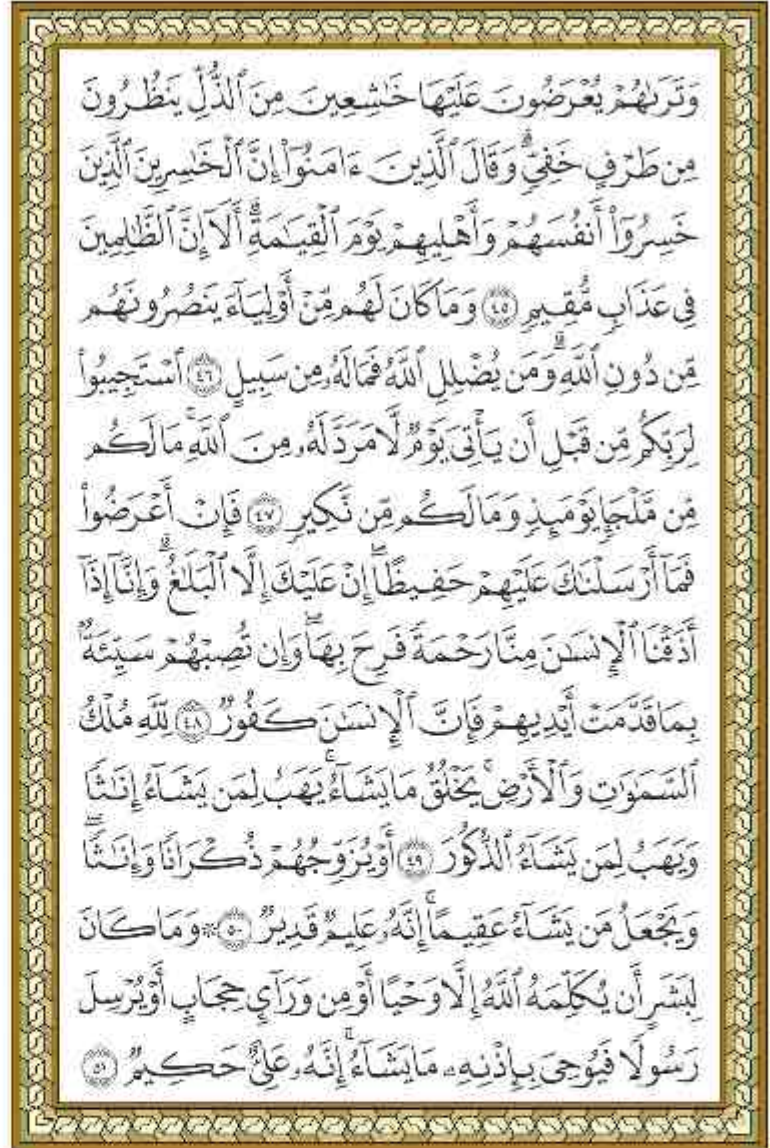 وَتَرَىٰهُمْ يُعْرَضُونَ عَلَيْهَا خَٰشِعِينَ مِنَ ٱلذُّلِّ يَنظُرُونَ
مِن طَرْفٍ خَفِىٍّ ۗ وَقَالَ ٱلَّذِينَ ءَامَنُوٓا۟ إِنَّ ٱلْخَٰسِرِينَ ٱلَّذِينَ
خَسِرُوٓا۟ أَنفُسَهُمْ وَأَهْلِيهِمْ يَوْمَ ٱلْقِيَٰمَةِ ۗ أَلَآ إِنَّ ٱلظَّٰلِمِينَ
فِى عَذَابٍ مُّقِيمٍ ٤٥ وَمَا كَانَ لَهُم مِّنْ أَوْلِيَآءَ يَنصُرُونَهُم
مِّن دُونِ ٱللَّهِ ۗ وَمَن يُضْلِلِ ٱللَّهُ فَمَا لَهُۥ مِن سَبِيلٍ ٤٦ ٱسْتَجِيبُوا۟
لِرَبِّكُم مِّن قَبْلِ أَن يَأْتِىَ يَوْمٌ لَّا مَرَدَّ لَهُۥ مِنَ ٱللَّهِ ۚ مَا لَكُم
مِّن مَّلْجَإٍ يَوْمَئِذٍ وَمَا لَكُم مِّن نَّكِيرٍ ٤٧ فَإِنْ أَعْرَضُوا۟
فَمَآ أَرْسَلْنَٰكَ عَلَيْهِمْ حَفِيظًا ۖ إِنْ عَلَيْكَ إِلَّا ٱلْبَلَٰغُ ۗ وَإِنَّآ إِذَآ
أَذَقْنَا ٱلْإِنسَٰنَ مِنَّا رَحْمَةً فَرِحَ بِهَا ۖ وَإِن تُصِبْهُمْ سَيِّئَةٌۢ
بِمَا قَدَّمَتْ أَيْدِيهِمْ فَإِنَّ ٱلْإِنسَٰنَ كَفُورٌ ٤٨ لِّلَّهِ مُلْكُ
ٱلسَّمَٰوَٰتِ وَٱلْأَرْضِ ۚ يَخْلُقُ مَا يَشَآءُ ۚ يَهَبُ لِمَن يَشَآءُ إِنَٰثًا
وَيَهَبُ لِمَن يَشَآءُ ٱلذُّكُورَ ٤٩ أَوْ يُزَوِّجُهُمْ ذُكْرَانًا وَإِنَٰثًا ۖ
وَيَجْعَلُ مَن يَشَآءُ عَقِيمًا ۚ إِنَّهُۥ عَلِيمٌ قَدِيرٌ ٥٠ ۞ وَمَا كَانَ
لِبَشَرٍ أَن يُكَلِّمَهُ ٱللَّهُ إِلَّا وَحْيًا أَوْ مِن وَرَآئِ حِجَابٍ أَوْ يُرْسِلَ
رَسُولًا فَيُوحِىَ بِإِذْنِهِۦ مَا يَشَآءُ ۚ إِنَّهُۥ عَلِىٌّ حَكِيمٌ ٥١